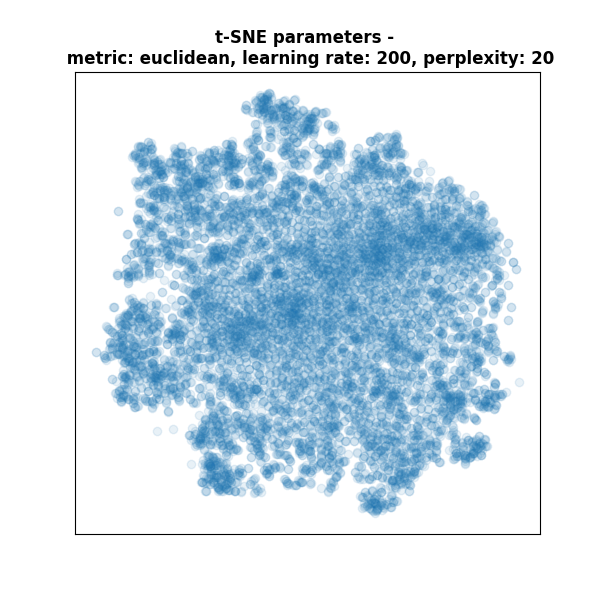 t-SNE parameters -
metric: euclidean, learning rate: 200, perplexity: 20